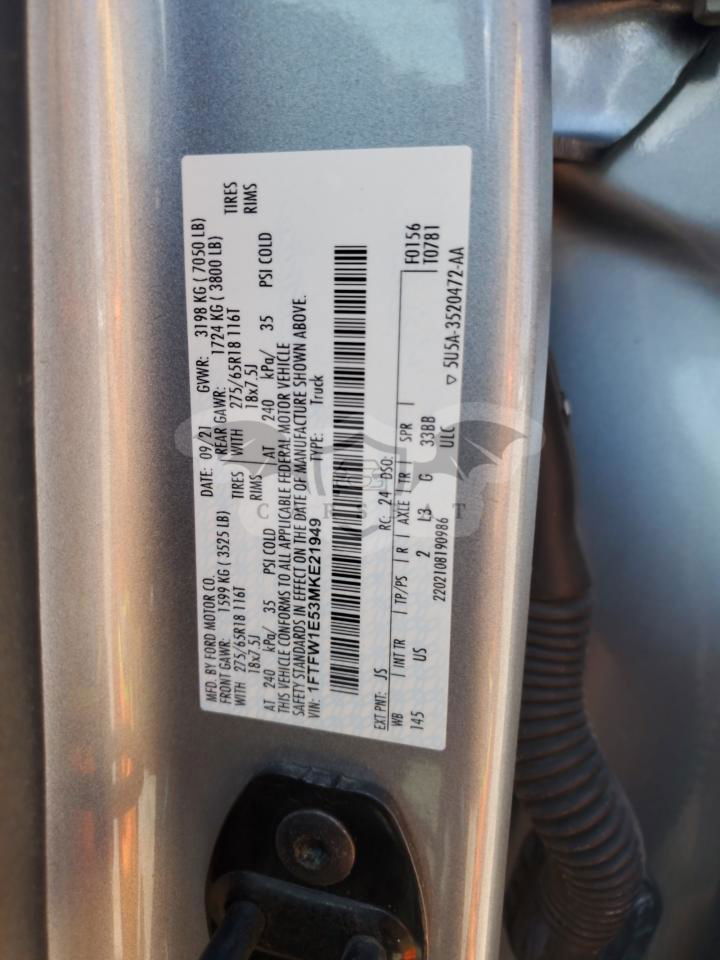 MFD. BY FORD MOTOR CO.
DATE: 09/21 GVWR: 3198 KG ( 7050 LB)
FRONT GAWR: 1599 KG ( 3525 LB) REAR GAWR: 1724 KG ( 3800 LB)
WITH 275/65R18 116T TIRES WITH 275/65R18 116T TIRES
18x7.5J RIMS 18x7.5J RIMS
AT 240 kPa/ 35 PSI COLD AT 240 kPa/ 35 PSI COLD
THIS VEHICLE CONFORMS TO ALL APPLICABLE FEDERAL MOTOR VEHICLE
SAFETY STANDARDS IN EFFECT ON THE DATE OF MANUFACTURE SHOWN ABOVE.
VIN: 1FTFW1E53MKE21949 TYPE: Truck
EXT PNT: JS RC: 24 DSO: F0156
WB INT TR TP/PS R AXLE TR SPR T0781
145 US 2 L3 G 33BB
2202108190986 ULC ▽ 5U5A-3520472-AA